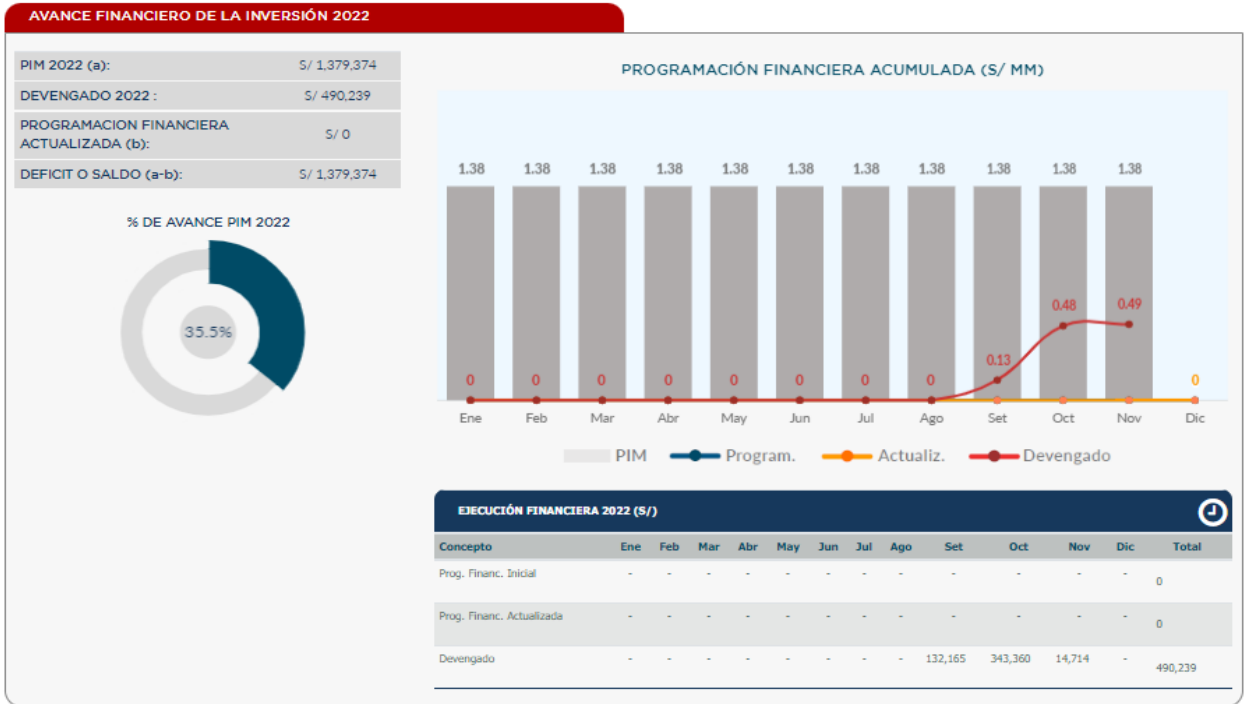 AVANCE FINANCIERO DE LA INVERSIÓN 2022
PIM 2022 (a): S/ 1,379,374
DEVENGADO 2022 : S/ 490,239
PROGRAMACION FINANCIERA
ACTUALIZADA (b): S/ 0
DEFICIT O SALDO (a-b): S/ 1,379,374
% DE AVANCE PIM 2022
35.5%
PROGRAMACIÓN FINANCIERA ACUMULADA (S/ MM)
1.38 1.38 1.38 1.38 1.38 1.38 1.38 1.38 1.38 1.38 1.38
0 0 0 0 0 0 0 0 0.13 0.48 0.49 0
Ene Feb Mar Abr May Jun Jul Ago Set Oct Nov Dic
PIM Program. Actualiz. Devengado
EJECUCIÓN FINANCIERA 2022 (S/)
Concepto Ene Feb Mar Abr May Jun Jul Ago Set Oct Nov Dic Total
Prog. Financ. Inicial - - - - - - - - - - - - 0
Prog. Financ. Actualizada - - - - - - - - - - - - 0
Devengado - - - - - - - - 132,165 343,360 14,714 - 490,239